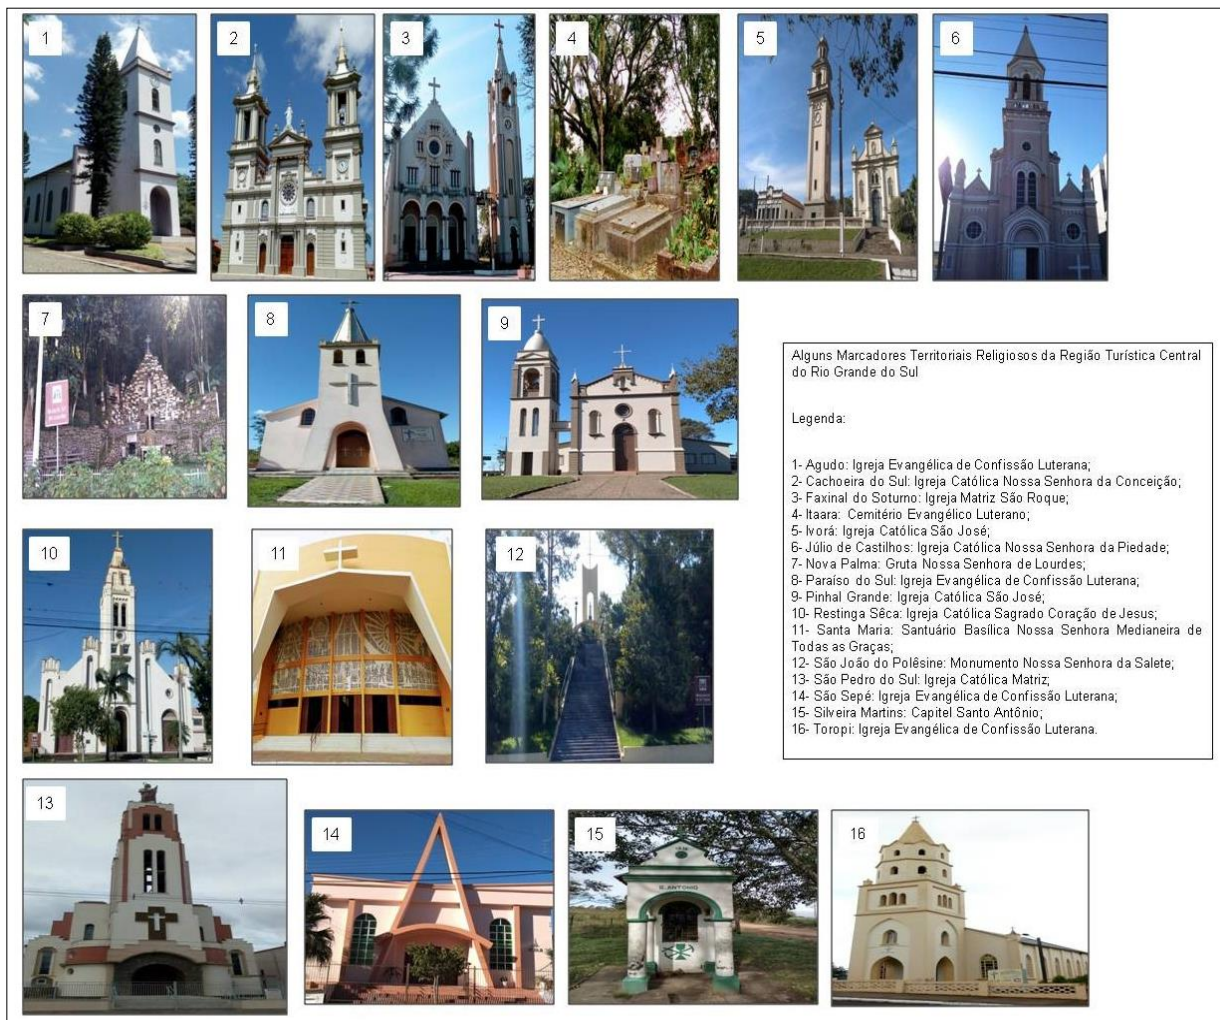 1
2
3
4
5
6
7
8
9
Alguns Marcadores Territoriais Religiosos da Região Turística Central
do Rio Grande do Sul
Legenda:
1- Agudo: Igreja Evangélica de Confissão Luterana;
2- Cachoeira do Sul: Igreja Católica Nossa Senhora da Conceição;
3- Faxinal do Soturno: Igreja Matriz São Roque;
4- Itaara: Cemitério Evangélico Luterano;
5- Ivorá: Igreja Católica São José;
6- Júlio de Castilhos: Igreja Católica Nossa Senhora da Piedade;
7- Nova Palma: Gruta Nossa Senhora de Lourdes;
8- Paraíso do Sul: Igreja Evangélica de Confissão Luterana;
9- Pinhal Grande: Igreja Católica São José;
10- Restinga Sêca: Igreja Católica Sagrado Coração de Jesus;
11- Santa Maria: Santuário Basílica Nossa Senhora Medianeira de
Todas as Graças;
12- São João do Polêsine: Monumento Nossa Senhora da Salete;
13- São Pedro do Sul: Igreja Católica Matriz;
14- São Sepé: Igreja Evangélica de Confissão Luterana;
15- Silveira Martins: Capitel Santo Antônio;
16- Toropi: Igreja Evangélica de Confissão Luterana.
10
11
12
13
14
15
S. ANTONIO
16